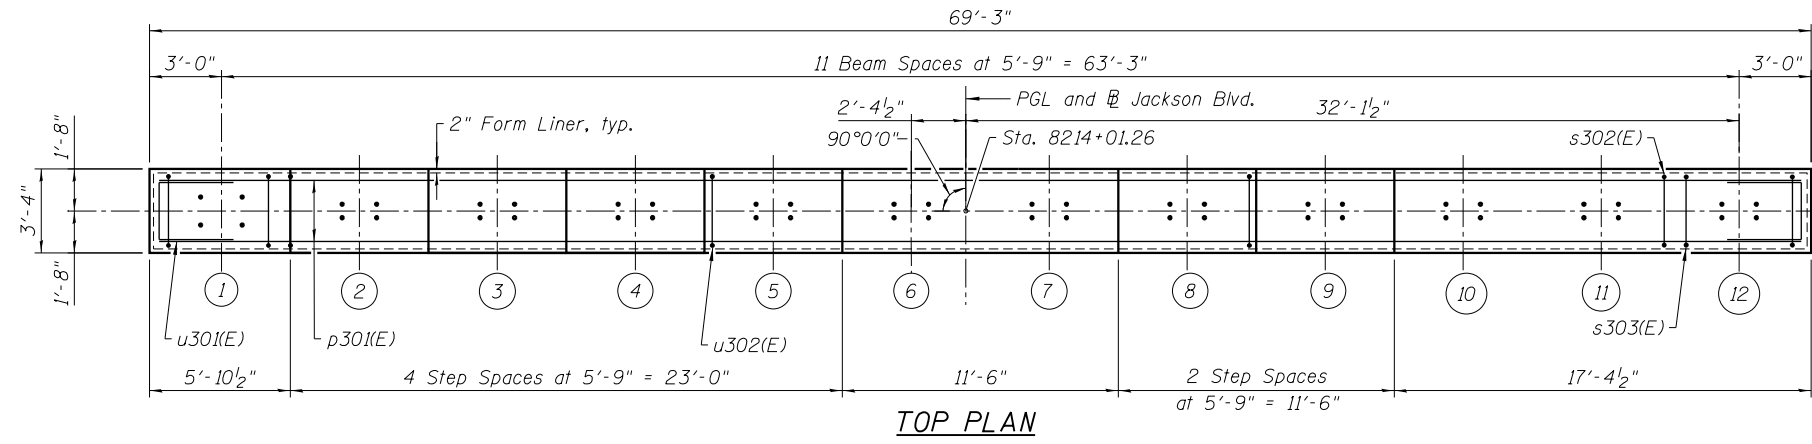 69'-3"
3'-0"
11 Beam Spaces at 5'-9" = 63'-3"
3'-0"
PGL and ℄ Jackson Blvd.
2'-4½"
32'-1½"
2" Form Liner, typ.
90°0'0"
Sta. 8214+01.26
s302(E)
1'-8"
3'-4"
1'-8"
1
2
3
4
5
6
7
8
9
10
11
12
u301(E)
p301(E)
u302(E)
s303(E)
5'-10½"
4 Step Spaces at 5'-9" = 23'-0"
11'-6"
2 Step Spaces
at 5'-9" = 11'-6"
17'-4½"
TOP PLAN